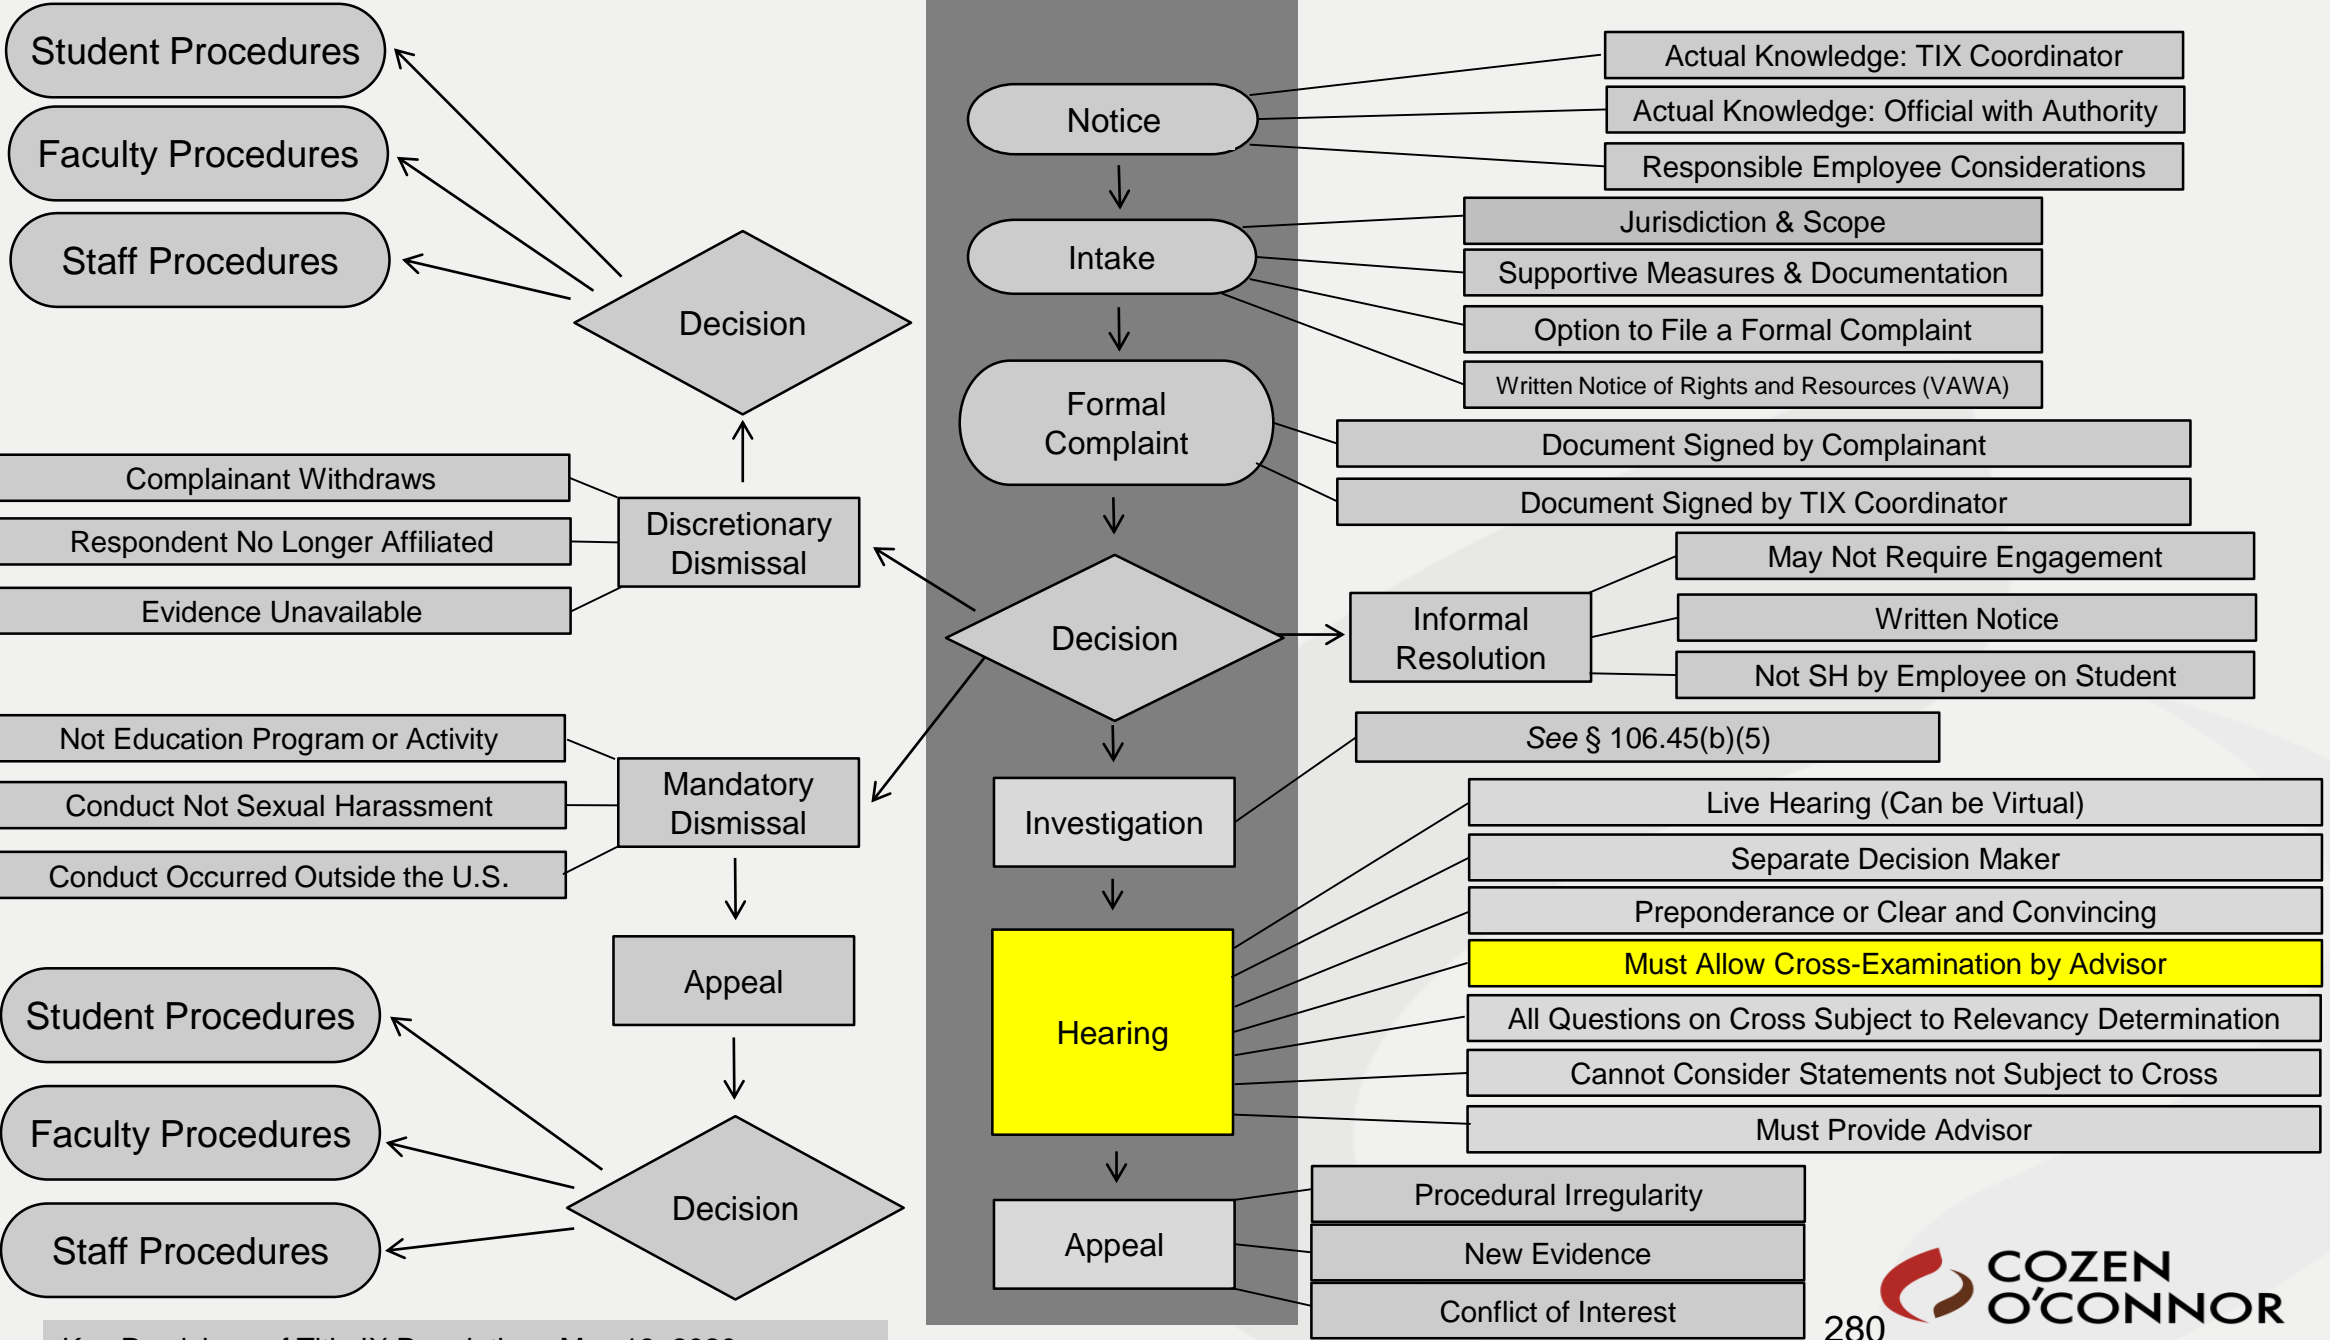 Student Procedures
Faculty Procedures
Staff Procedures
Decision
Complainant Withdraws
Respondent No Longer Affiliated
Evidence Unavailable
Discretionary
Dismissal
Not Education Program or Activity
Conduct Not Sexual Harassment
Conduct Occurred Outside the U.S.
Mandatory
Dismissal
Appeal
Student Procedures
Faculty Procedures
Staff Procedures
Decision
Notice
Intake
Formal
Complaint
Decision
Investigation
Hearing
Appeal
Actual Knowledge: TIX Coordinator
Actual Knowledge: Official with Authority
Responsible Employee Considerations
Jurisdiction & Scope
Supportive Measures & Documentation
Option to File a Formal Complaint
Written Notice of Rights and Resources (VAWA)
Document Signed by Complainant
Document Signed by TIX Coordinator
Informal
Resolution
May Not Require Engagement
Written Notice
Not SH by Employee on Student
See § 106.45(b)(5)
Live Hearing (Can be Virtual)
Separate Decision Maker
Preponderance or Clear and Convincing
Must Allow Cross-Examination by Advisor
All Questions on Cross Subject to Relevancy Determination
Cannot Consider Statements not Subject to Cross
Must Provide Advisor
Procedural Irregularity
New Evidence
Conflict of Interest
COZEN
O'CONNOR
280